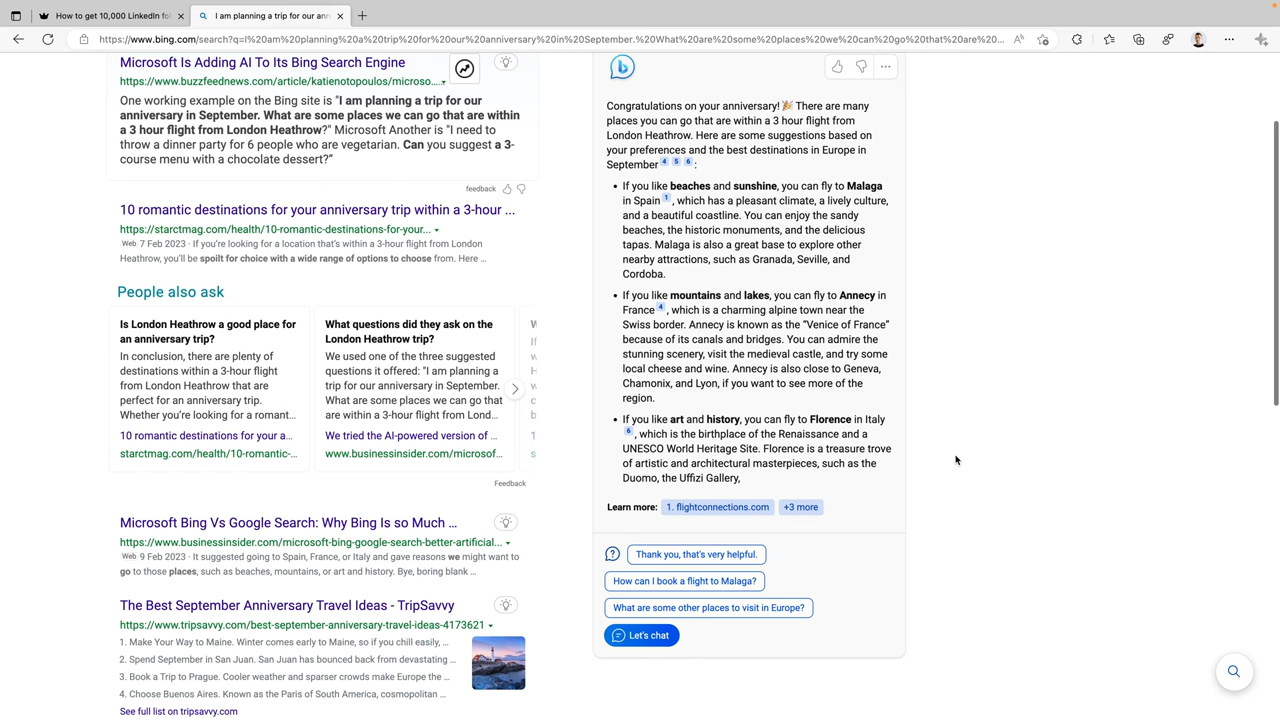 How to get 10,000 LinkedIn fol
I am planning a trip for our ann
https://www.bing.com/search?q=I%20am%20planning%20a%20trip%20for%20our%20anniversary%20in%20September.%20What%20are%20some%20places%20we%20can%20go%20that%20are%20...
Microsoft Is Adding AI To Its Bing Search Engine
https://www.buzzfeednews.com/article/katienotopoulos/microso...
One working example on the Bing site is "I am planning a trip for our
anniversary in September. What are some places we can go that are within
a 3 hour flight from London Heathrow?" Microsoft Another is "I need to
throw a dinner party for 6 people who are vegetarian. Can you suggest a 3-
course menu with a chocolate dessert?"
feedback
10 romantic destinations for your anniversary trip within a 3-hour ...
https://starctmag.com/health/10-romantic-destinations-for-your...
Web 7 Feb 2023 · If you're looking for a location that's within a 3-hour flight from London
Heathrow, you'll be spoilt for choice with a wide range of options to choose from. Here ...
People also ask
Is London Heathrow a good place for
an anniversary trip?
In conclusion, there are plenty of
destinations within a 3-hour
flight from London Heathrow
that are
perfect for an anniversary trip.
Whether you're looking for a romant...
10 romantic destinations for your a...
starctmag.com/health/10-romantic-...
What questions did they ask on the
London Heathrow trip?
We used one of the three suggested
questions it offered: "I am planning a
trip for our anniversary in September.
What are some places we can go that
are within a 3-hour flight from Lond...
We tried the AI-powered version of ...
www.businessinsider.com/microsof...
Feedback
Microsoft Bing Vs Google Search: Why Bing Is so Much ...
https://www.businessinsider.com/microsoft-bing-google-search-better-artificial...
Web 9 Feb 2023 · It suggested going to Spain, France, or Italy and gave reasons we might want to
go to those places, such as beaches, mountains, or art and history. Bye, boring blank ...
The Best September Anniversary Travel Ideas - TripSavvy
https://www.tripsavvy.com/best-september-anniversary-travel-ideas-4173621
1. Make Your Way to Maine. Winter comes early to Maine, so if you chill easily, ...
2. Spend September in San Juan. San Juan has bounced back from devastating ...
3. Book a Trip to Prague. Cooler weather and sparser crowds make Europe the ...
4. Choose Buenos Aires. Known as the Paris of South America, cosmopolitan ...
See full list on tripsavvy.com
Congratulations on your anniversary! 🎉 There are many
places you can go that are within a 3 hour flight from
London Heathrow. Here are some suggestions based on
your preferences and the best destinations in Europe in
September 4 5 6 :
• If you like beaches and sunshine, you can fly to Malaga
in Spain 1 , which has a pleasant climate, a lively culture,
and a beautiful coastline. You can enjoy the sandy
beaches, the historic monuments, and the delicious
tapas. Malaga is also a great base to explore other
nearby attractions, such as Granada, Seville, and
Cordoba.
• If you like mountains and lakes, you can fly to Annecy in
France 4 , which is a charming alpine town near the
Swiss border. Annecy is known as the "Venice of France"
because of its canals and bridges. You can admire the
stunning scenery, visit the medieval castle, and try some
local cheese and wine. Annecy is also close to Geneva,
Chamonix, and Lyon, if you want to see more of the
region.
• If you like art and history, you can fly to Florence in Italy
6 , which is the birthplace of the Renaissance and a
UNESCO World Heritage Site. Florence is a treasure trove
of artistic and architectural masterpieces, such as the
Duomo, the Uffizi Gallery,
Learn more: 1. flightconnections.com +3 more
Thank you, that's very helpful.
How can I book a flight to Malaga?
What are some other places to visit in Europe?
Let's chat